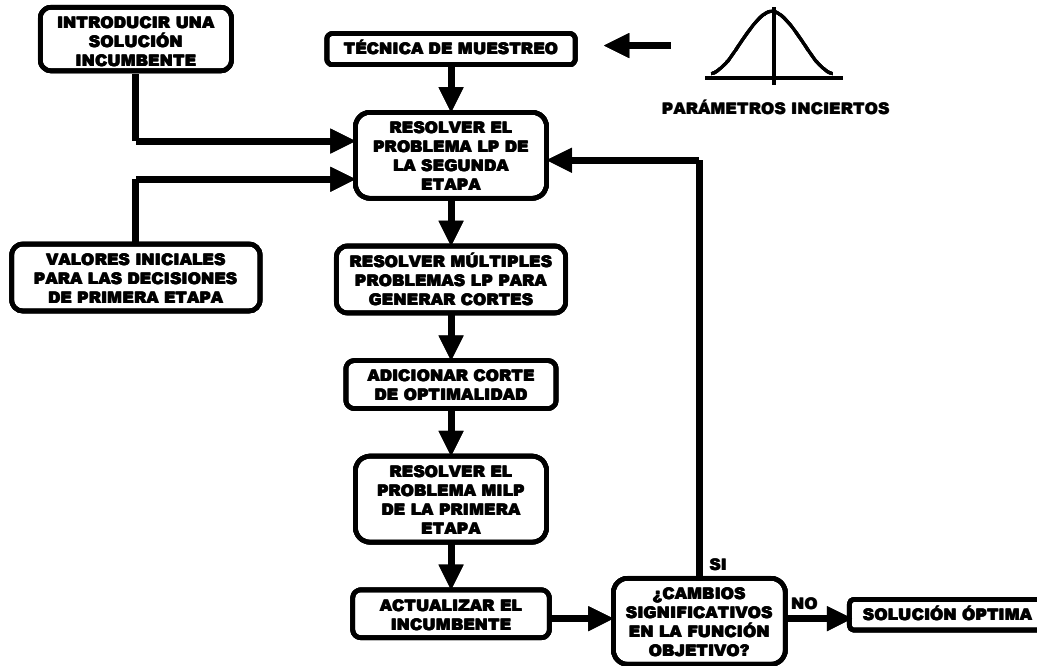 INTRODUCIR UNA
SOLUCIÓN
INCUMBENTE
TÉCNICA DE MUESTREO
PARÁMETROS INCIERTOS
RESOLVER EL
PROBLEMA LP DE
LA SEGUNDA
ETAPA
VALORES INICIALES
PARA LAS DECISIONES
DE PRIMERA ETAPA
RESOLVER MÚLTIPLES
PROBLEMAS LP PARA
GENERAR CORTES
ADICIONAR CORTE
DE OPTIMALIDAD
RESOLVER EL
PROBLEMA MILP
DE LA PRIMERA
ETAPA
ACTUALIZAR EL
INCUMBENTE
SI
¿CAMBIOS
SIGNIFICATIVOS
EN LA FUNCIÓN
OBJETIVO?
NO
SOLUCIÓN ÓPTIMA